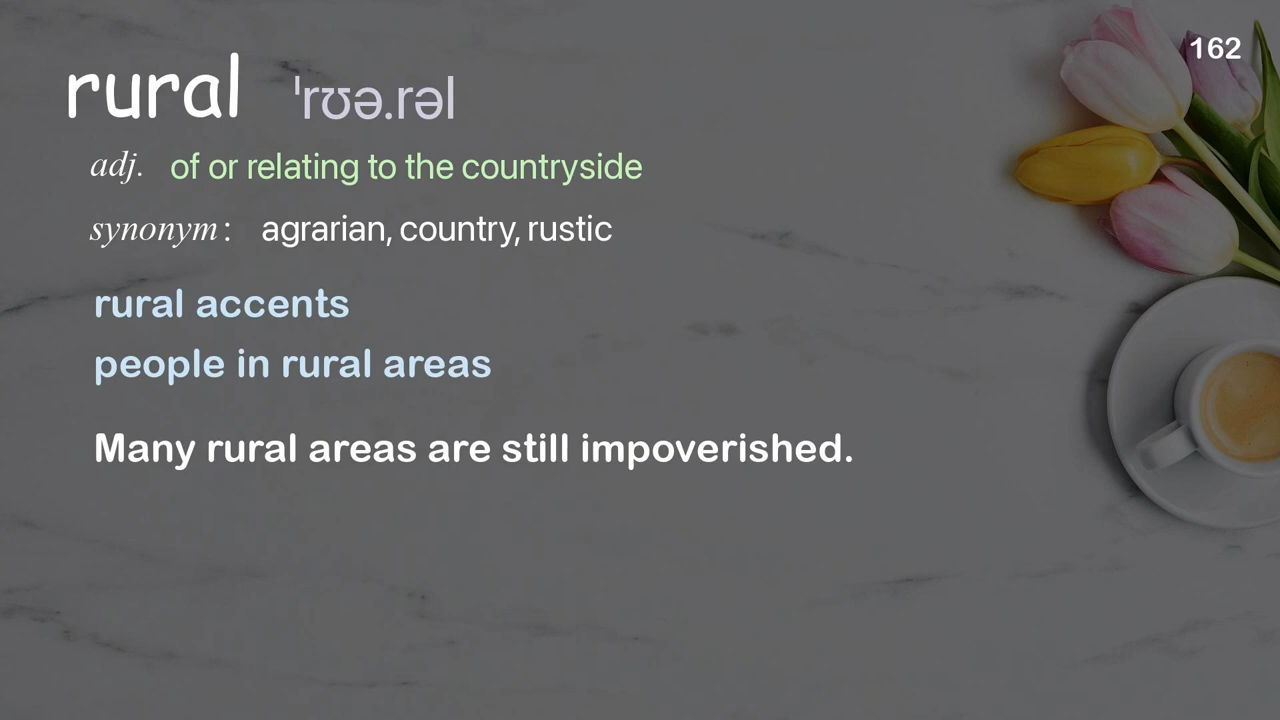 162
rural ˈrʊə.rəl
adj. of or relating to the countryside
synonym : agrarian, country, rustic
rural accents
people in rural areas
Many rural areas are still impoverished.